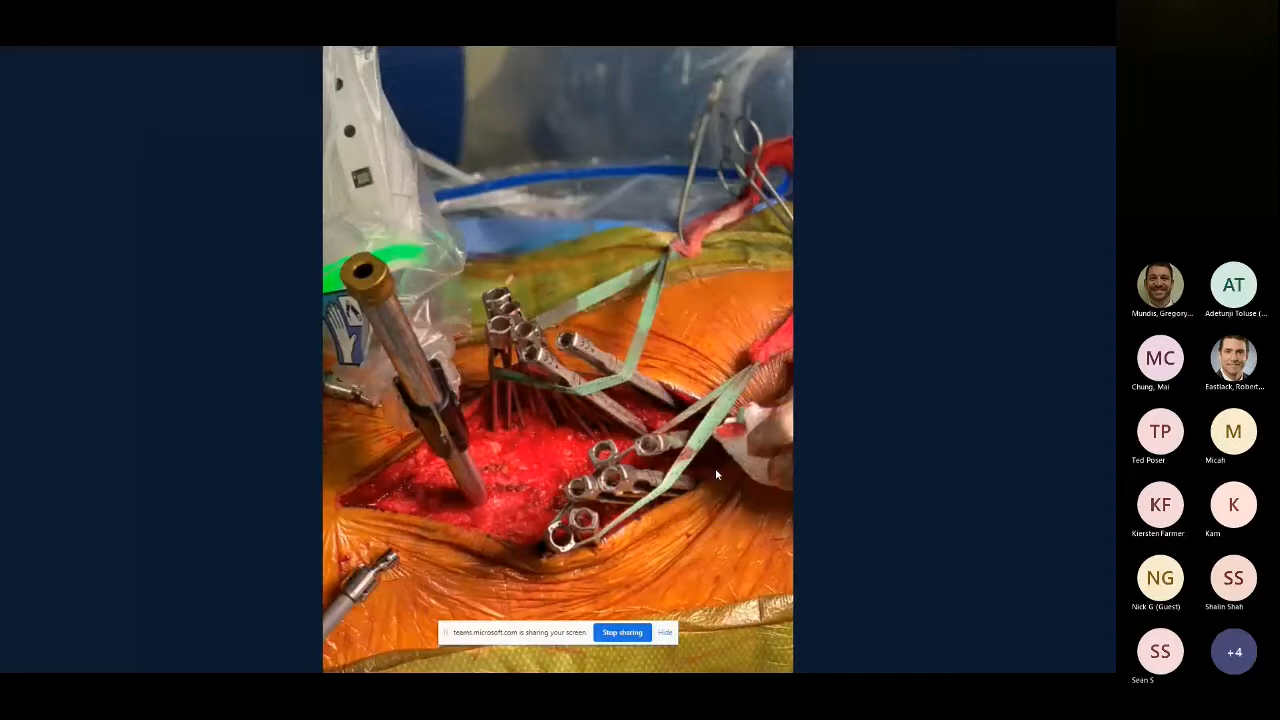 Mundis, Gregory...
Adetunji Toluse (...
AT
MC
Chung, Mai
Eastlack, Robert...
TP
M
Ted Poser
Micah
KF
K
Kiersten Farmer
Kam
NG
SS
Nick G (Guest)
Shalin Shah
SS
+4
Sean S
teams.microsoft.com is sharing your screen.
Stop sharing
Hide